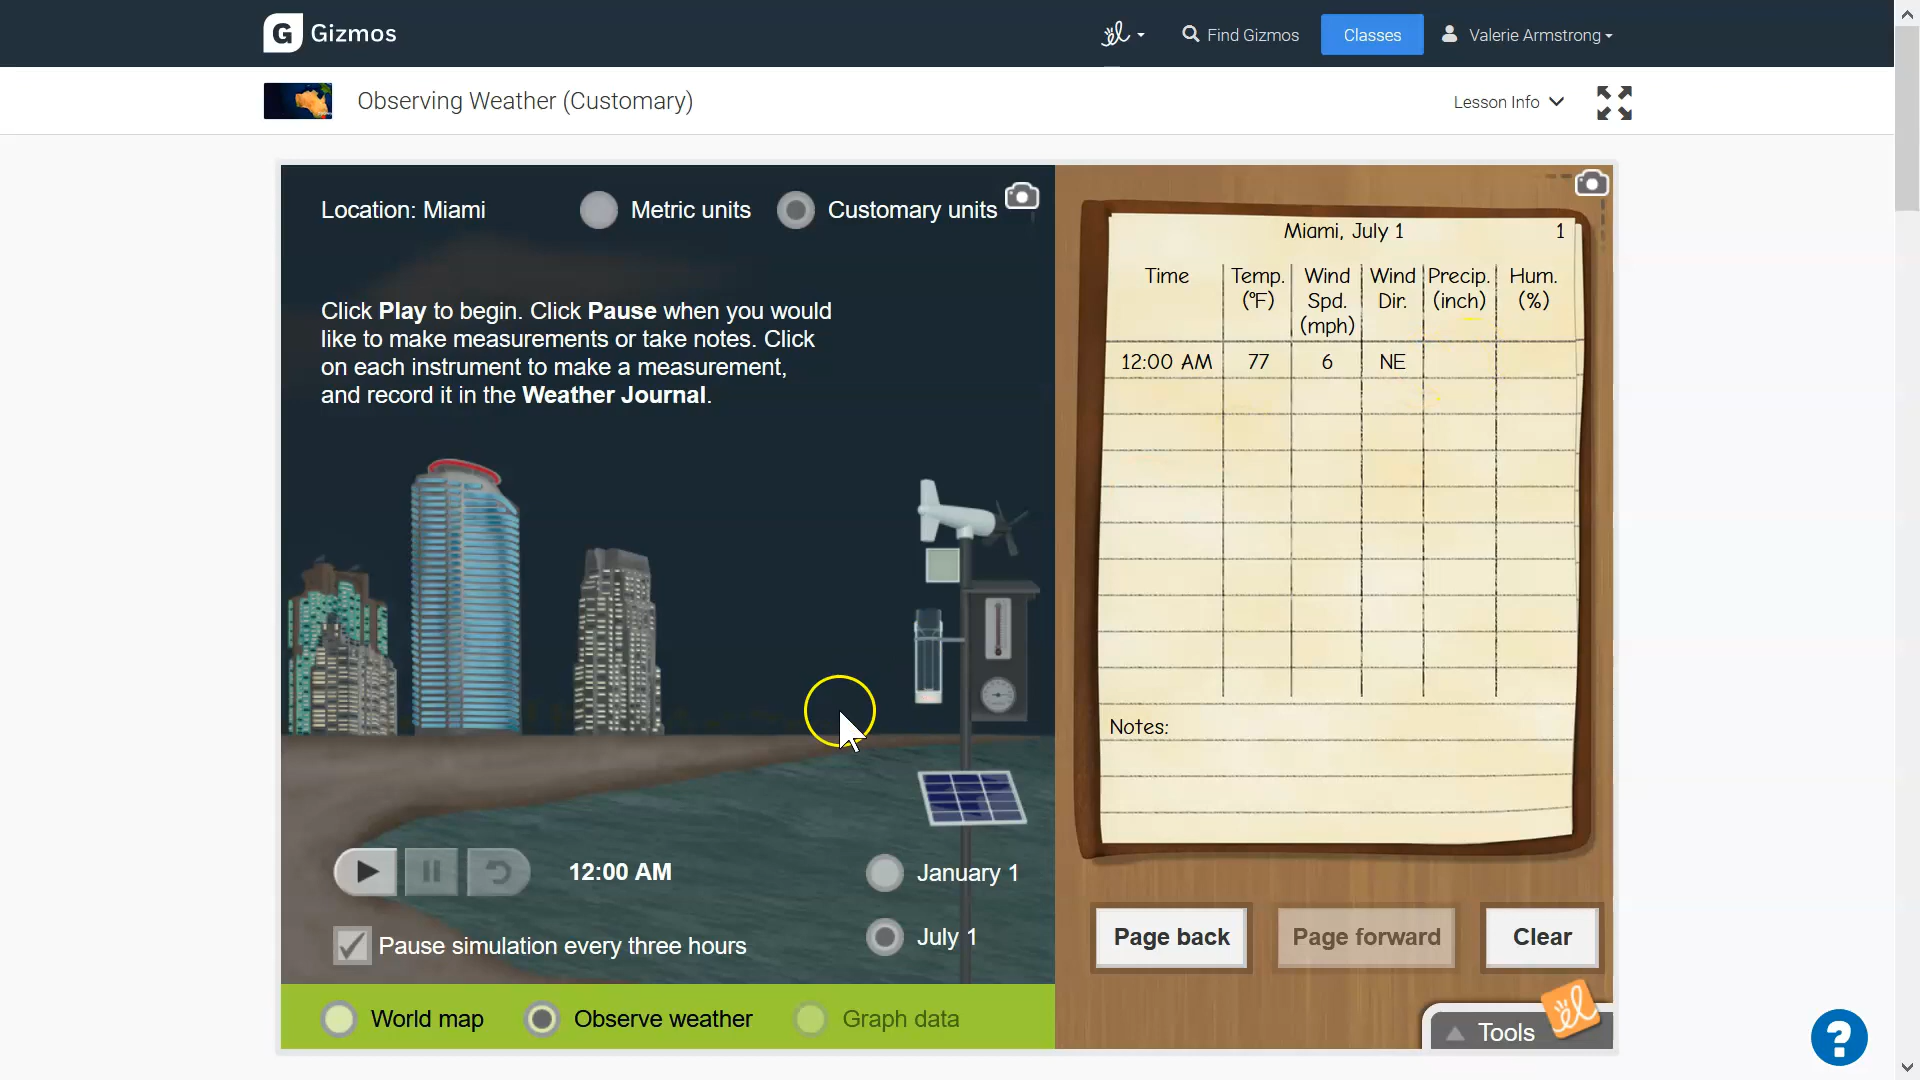 G Gizmos
Find Gizmos
Classes
Valerie Armstrong
Observing Weather (Customary)
Lesson Info
Location: Miami
Metric units
Customary units
Click Play to begin. Click Pause when you would
like to make measurements or take notes. Click
on each instrument to make a measurement,
and record it in the Weather Journal.
12:00 AM
January 1
July 1
Pause simulation every three hours
World map
Observe weather
Graph data
Miami, July 1 1
Time Temp. (°F) Wind Spd. (mph) Wind Dir. Precip. (inch) Hum. (%)
12:00 AM 77 6 NE
Notes:
Page back
Page forward
Clear
Tools
?